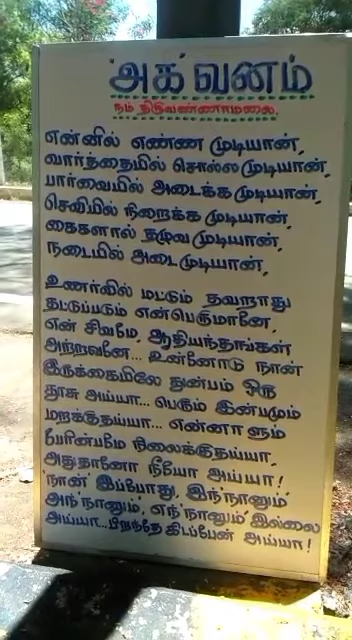 'அக' வனம்
நம் திருவண்ணாமலை.
என்னில் எண்ண முடியான்,
வார்த்தையில் சொல்ல முடியான்,
பார்வையில் அடைக்க முடியான்,
செவியில் நிறைக்க முடியான்,
கைகளால் தழுவ முடியான்,
நடையில் அடைமுடியான்,
உணர்வில் மட்டும் தவறாது
தட்டுப்படும் என்பெருமானே,
என் சிவமே, ஆதியந்தாங்கள்
அற்றவனே... உன்னோடு நான்
இருக்கையிலே துன்பம் ஒரு
தூசு அய்யா... பெரும் இன்பமும்
மறக்குதய்யா... என்னாளும்
பேரின்பமே நிலைக்குதய்யா,
அதுதானோ நீயோ அய்யா!
'நான்' இப்போது, இந்'நானும்'
அந்'நானும்', எந்'நானும்' இல்லை
அய்யா...பிறந்தே கிடப்பேன் அய்யா!